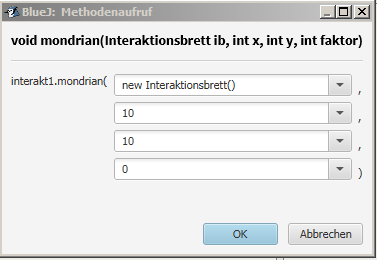 BlueJ: Methodenaufruf
void mondrian(Interaktionsbrett ib, int x, int y, int faktor)
interakt1.mondrian( new Interaktionsbrett() ,
10 ,
10 ,
0 )
OK Abbrechen